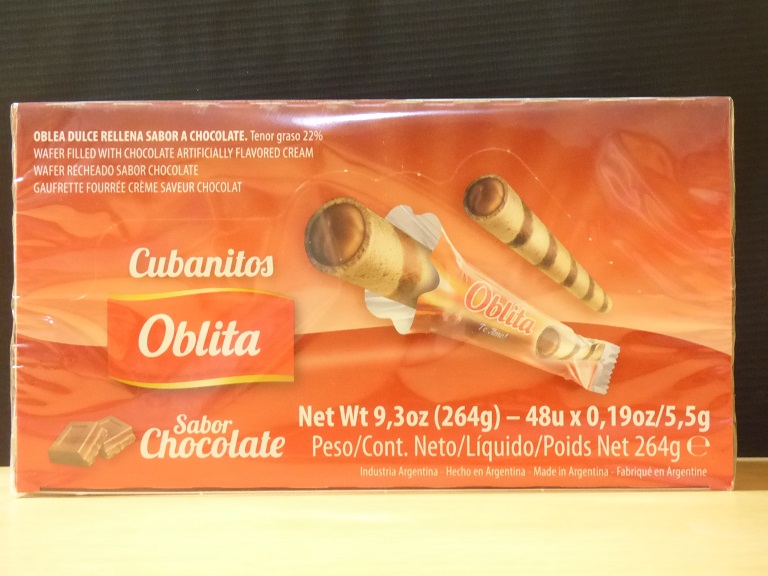 OBLEA DULCE RELLENA SABOR A CHOCOLATE. Tenor graso 22%
WAFER FILLED WITH CHOCOLATE ARTIFICIALLY FLAVORED CREAM
WAFER RECHEADO SABOR CHOCOLATE
GAUFRETTE FOURRÉE CRÈME SAVEUR CHOCOLAT
Cubanitos
Oblita
Oblita
Sabor
Chocolate
Net Wt 9,3oz (264g) – 48u x 0,19oz/5,5g
Peso/Cont. Neto/Líquido/Poids Net 264g ℮
Industria Argentina - Hecho en Argentina - Made in Argentina - Fabriqué en Argentine